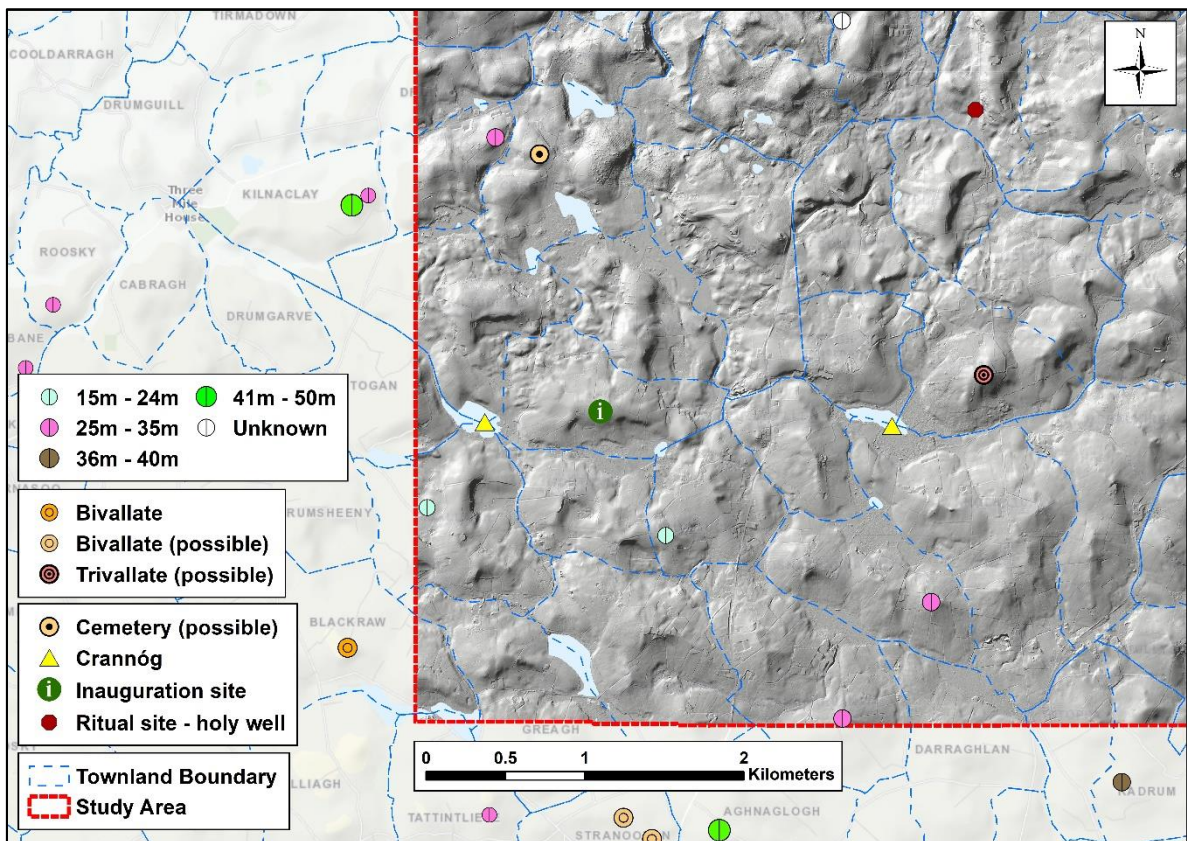 TIRMADOWN
COOLDARRAGH
DRUMGUILL
Three
Mile
House
KILNACLAY
ROOSKY
CABRAGH
DRUMGARVE
BANE
TOGAN
N
i
15m - 24m
41m - 50m
25m - 35m
Unknown
36m - 40m
RUMSHEENY
Bivallate
Bivallate (possible)
Trivallate (possible)
BLACKRAW
Cemetery (possible)
Crannóg
i Inauguration site
Ritual site - holy well
Townland Boundary
Study Area
LLIAGH
GREAGH
DARRAGHLAN
0 0.5 1 2
Kilometers
AGHNAGLOGH